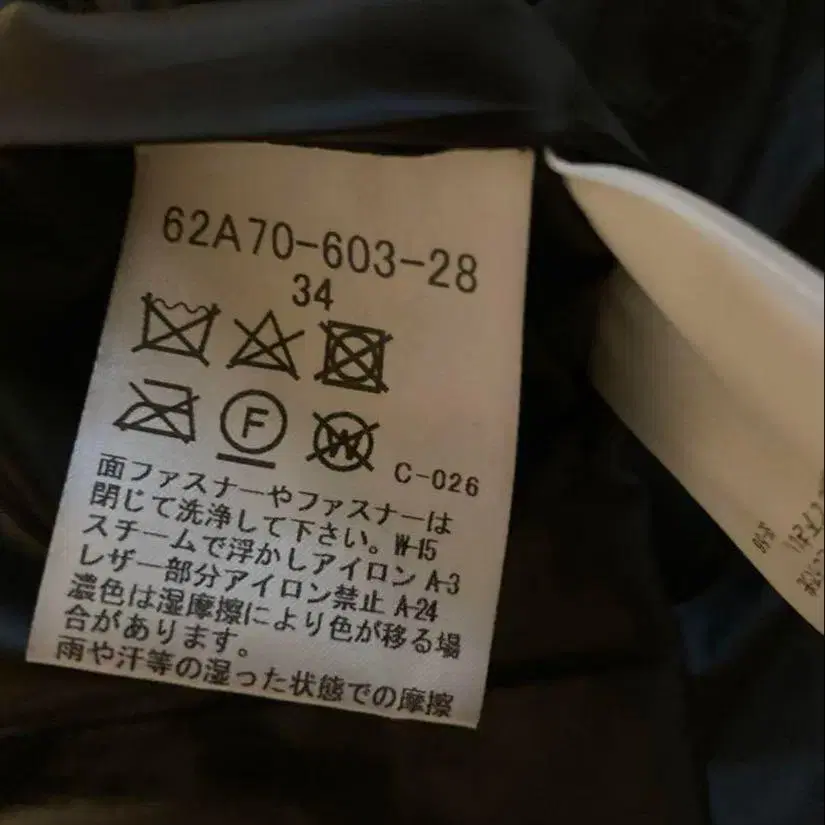 62A70-603-28
34
F
W
C-026
面ファスナーやファスナーは
閉じて洗浄して下さい。W-15
スチームで浮かしアイロン A-3
レザー部分アイロン禁止 A-24
濃色は湿摩擦により色が移る場
合があります。
雨や汗等の湿った状態での摩擦